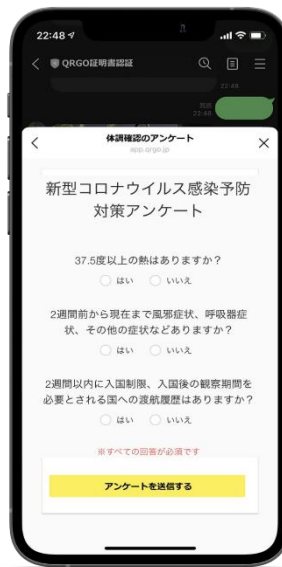 22:48
QRGO証明書認証
22:48
既読
22:48
体調確認のアンケート
app.qrgo.jp
新型コロナウイルス感染予防
対策アンケート
37.5度以上の熱はありますか？
はい いいえ
2週間前から現在まで風邪症状、呼吸器症
状、その他の症状などありますか？
はい いいえ
2週間以内に入国制限、入国後の観察期間を
必要とされる国への渡航履歴はありますか？
はい いいえ
※すべての回答が必須です
アンケートを送信する